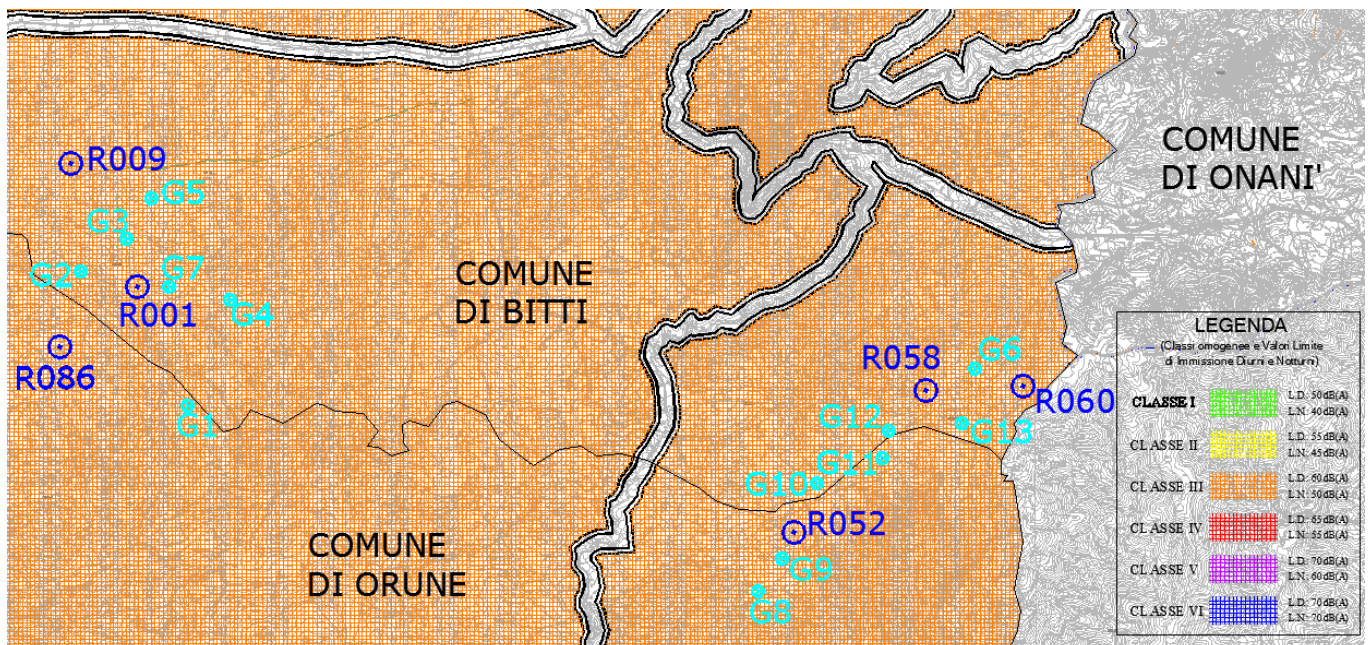 COMUNE
DI ONANI'
R009
G5
G3
G2
G7
R001
G4
COMUNE
DI BITTI
R086
G1
R058
G6
R060
G12
G13
G11
G10
R052
G9
G8
COMUNE
DI ORUNE
LEGENDA
(Classi omogenee e Valori Limite
di Immissione Diurni e Notturni)
CLASSE I
L.D.: 50dB(A)
L.N.: 40dB(A)
CLASSE II
L.D.: 55dB(A)
L.N.: 45dB(A)
CLASSE III
L.D.: 60dB(A)
L.N.: 50dB(A)
CLASSE IV
L.D.: 65dB(A)
L.N.: 55dB(A)
CLASSE V
L.D.: 70dB(A)
L.N.: 60dB(A)
CLASSE VI
L.D.: 70dB(A)
L.N.: 70dB(A)